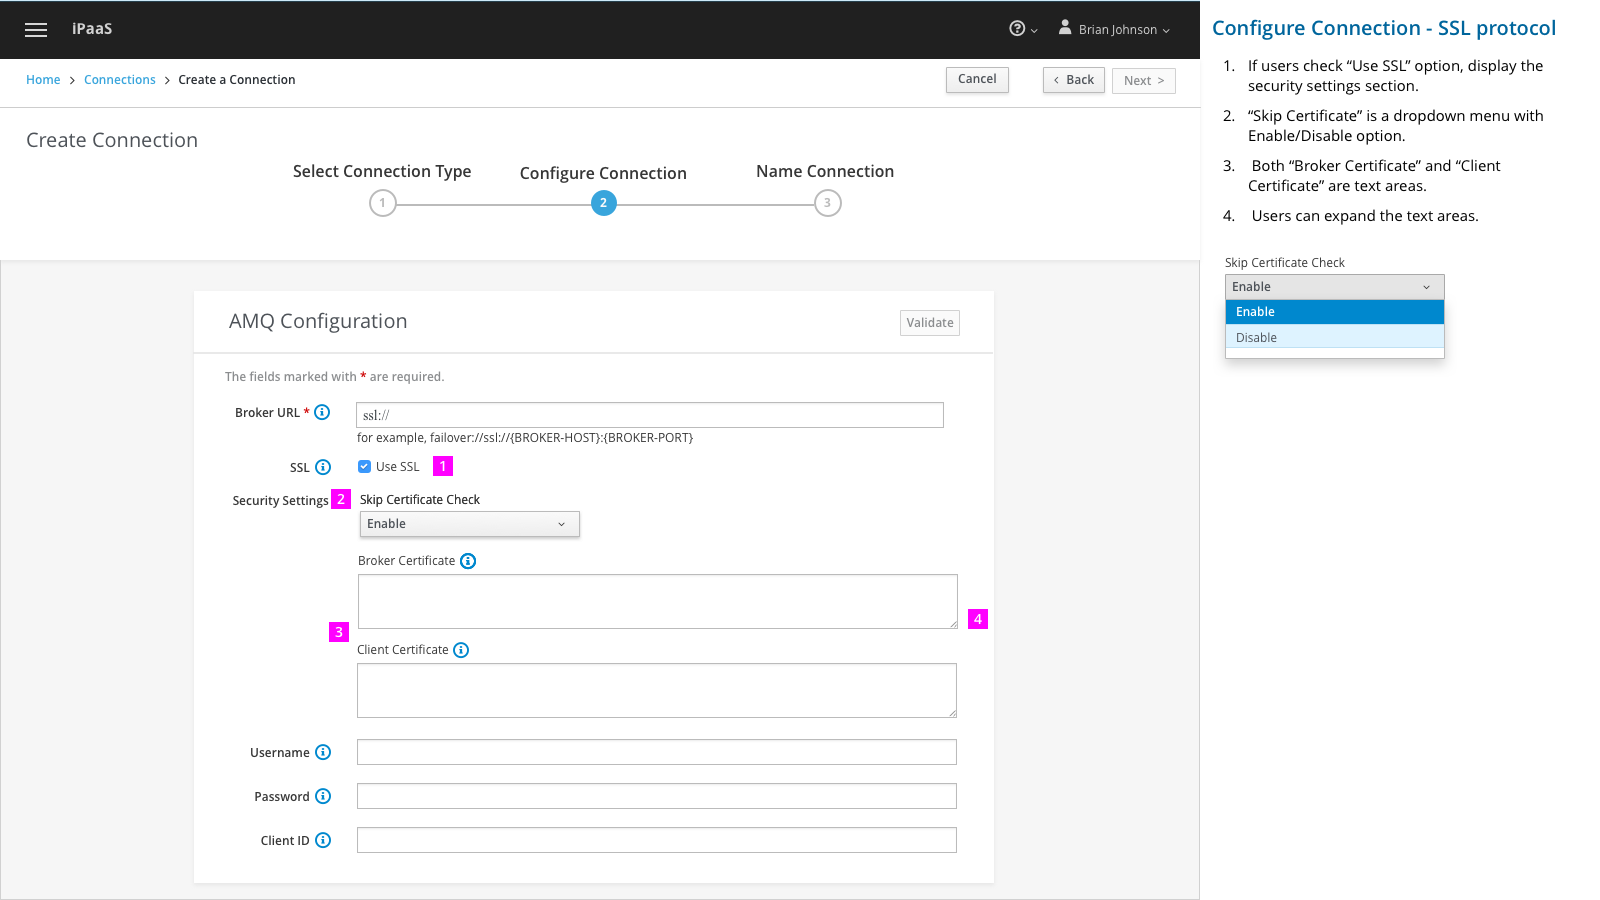 iPaaS
Brian Johnson
Home > Connections > Create a Connection
Cancel
< Back
Next >
Create Connection
Select Connection Type
Configure Connection
Name Connection
1
2
3
AMQ Configuration
Validate
The fields marked with * are required.
Broker URL *
ssl://
for example, failover://ssl://{BROKER-HOST}:{BROKER-PORT}
SSL
Use SSL
1
Security Settings
2
Skip Certificate Check
Enable
Broker Certificate
4
3
Client Certificate
Username
Password
Client ID
Configure Connection - SSL protocol
1. If users check “Use SSL” option, display the
security settings section.
2. “Skip Certificate” is a dropdown menu with
Enable/Disable option.
3. Both “Broker Certificate” and “Client
Certificate” are text areas.
4. Users can expand the text areas.
Skip Certificate Check
Enable
Enable
Disable